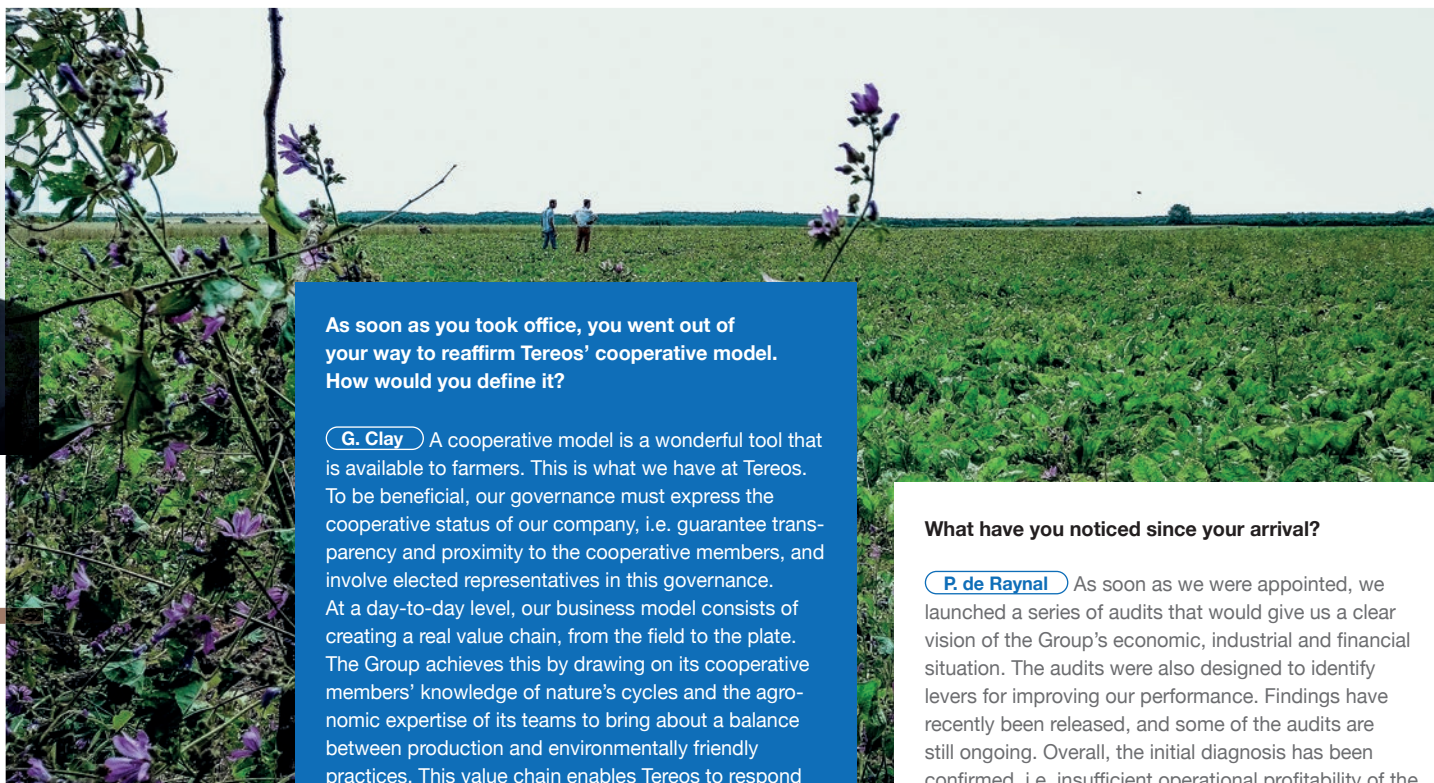 As soon as you took office, you went out of
your way to reaffirm Tereos’ cooperative model.
How would you define it?
G. Clay A cooperative model is a wonderful tool that
is available to farmers. This is what we have at Tereos.
To be beneficial, our governance must express the
cooperative status of our company, i.e. guarantee trans-
parency and proximity to the cooperative members, and
involve elected representatives in this governance.
At a day-to-day level, our business model consists of
creating a real value chain, from the field to the plate.
The Group achieves this by drawing on its cooperative
members’ knowledge of nature’s cycles and the agro-
nomic expertise of its teams to bring about a balance
between production and environmentally friendly
practices. This value chain enables Tereos to respond
What have you noticed since your arrival?
P. de Raynal As soon as we were appointed, we
launched a series of audits that would give us a clear
vision of the Group’s economic, industrial and financial
situation. The audits were also designed to identify
levers for improving our performance. Findings have
recently been released, and some of the audits are
still ongoing. Overall, the initial diagnosis has been
confirmed, i.e. insufficient operational profitability of the